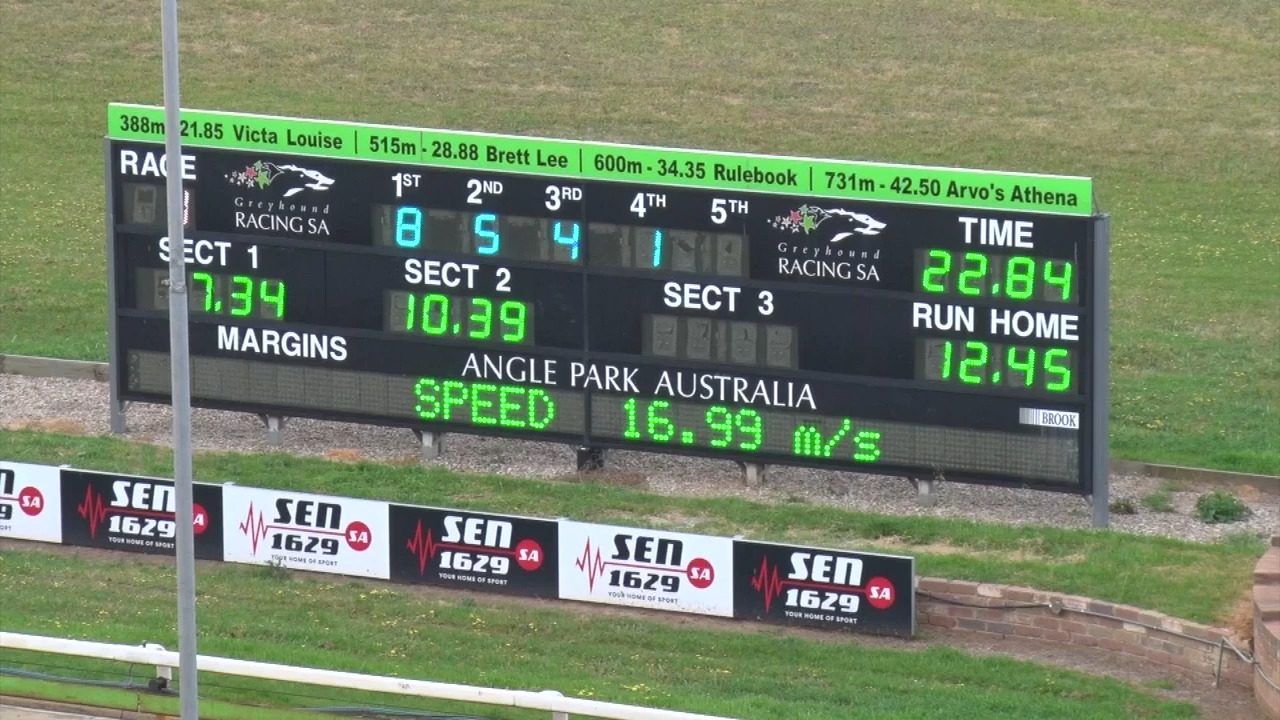 388m 21.85 Victa Louise | 515m - 28.88 Brett Lee | 600m - 34.35 Rulebook | 731m - 42.50 Arvo's Athena
RACE
Greyhound
RACING SA
1ST 2ND 3RD 4TH 5TH
8 5 4 1
Greyhound
RACING SA
TIME
22.84
SECT 1
7.34
SECT 2
10.39
SECT 3
RUN HOME
12.45
MARGINS
ANGLE PARK AUSTRALIA
SPEED 16.99 m/s
BROOK
SA
SEN
1629
YOUR HOME OF SPORT
SEN
1629 SA
YOUR HOME OF SPORT
SEN
1629 SA
YOUR HOME OF SPORT
SEN
1629 SA
YOUR HOME OF SPORT
SEN
1629 SA
YOUR HOME OF SPORT